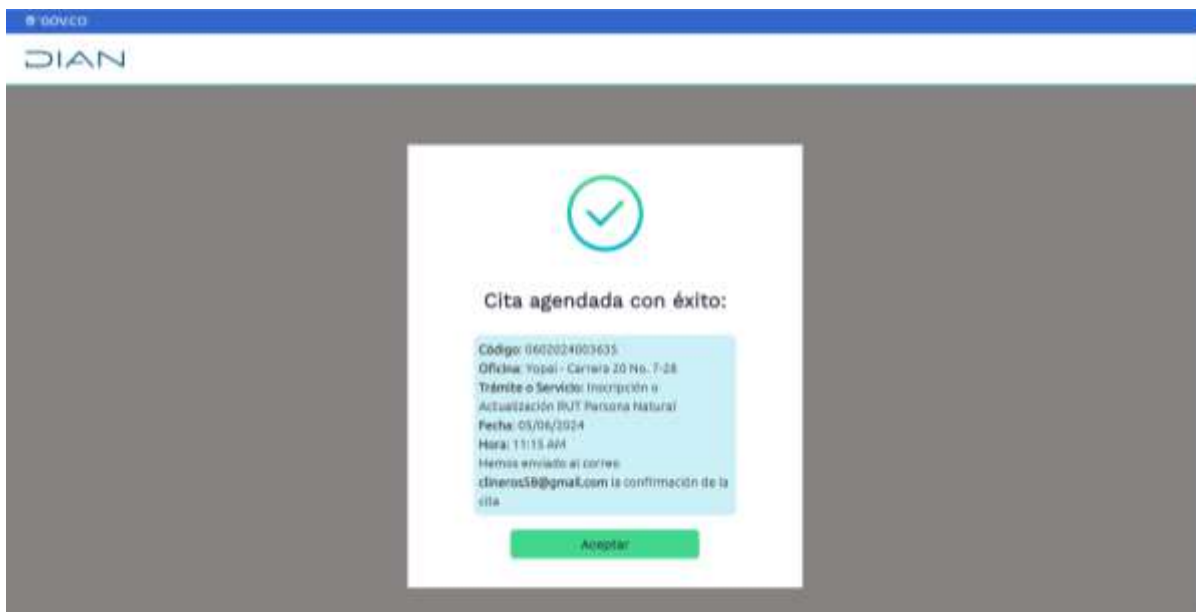 GOV.CO
DIAN
Cita agendada con éxito:
Código: 0602024003635
Oficina: Yopal - Carrera 20 No. 7-28
Trámite o Servicio: Inscripción o
Actualización RUT Persona Natural
Fecha: 05/06/2024
Hora: 11:15 AM
Hemos enviado al correo
clineros58@gmail.com la confirmación de la
cita
Aceptar